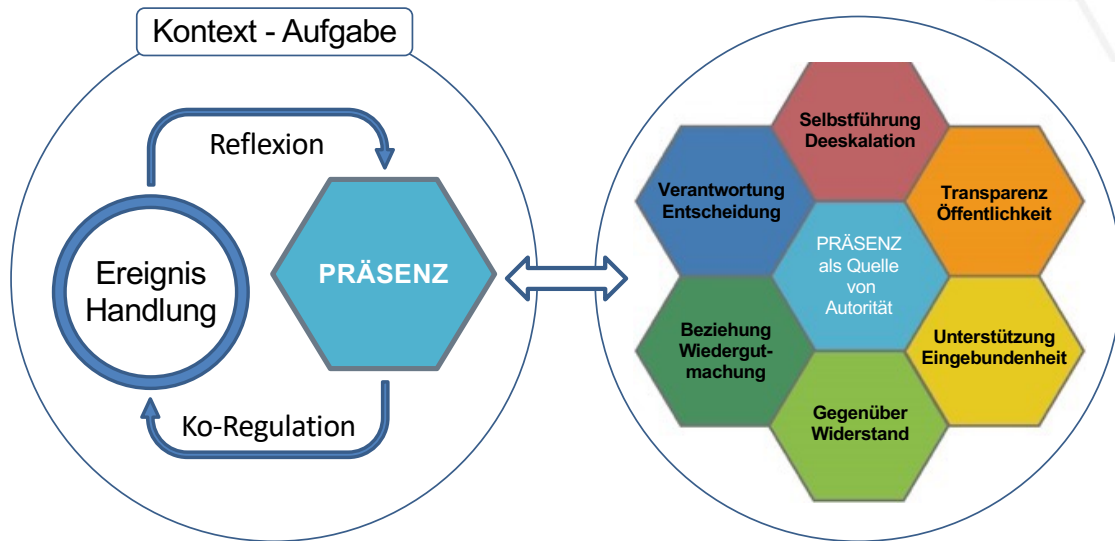 Kontext - Aufgabe
Reflexion
Ereignis
Handlung
PRÄSENZ
Ko-Regulation
Selbstführung
Deeskalation
Verantwortung
Entscheidung
Transparenz
Öffentlichkeit
PRÄSENZ
als Quelle
von
Autorität
Beziehung
Wiedergut-
machung
Unterstützung
Eingebundenheit
Gegenüber
Widerstand